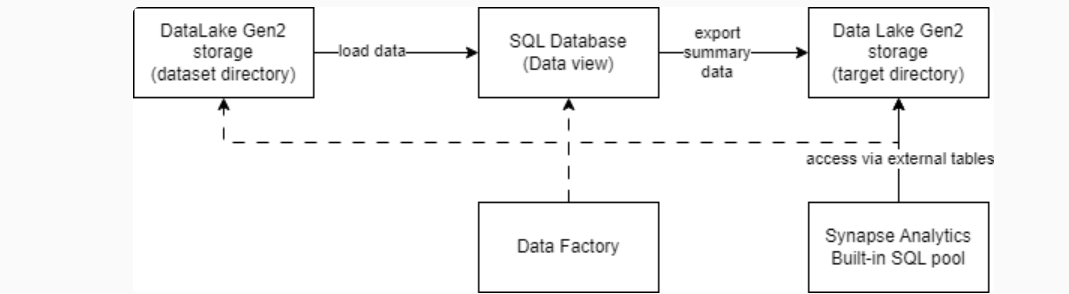 DataLake Gen2
storage
(dataset directory)
load data
SQL Database
(Data view)
export
summary
data
Data Lake Gen2
storage
(target directory)
access via external tables
Data Factory
Synapse Analytics
Built-in SQL pool